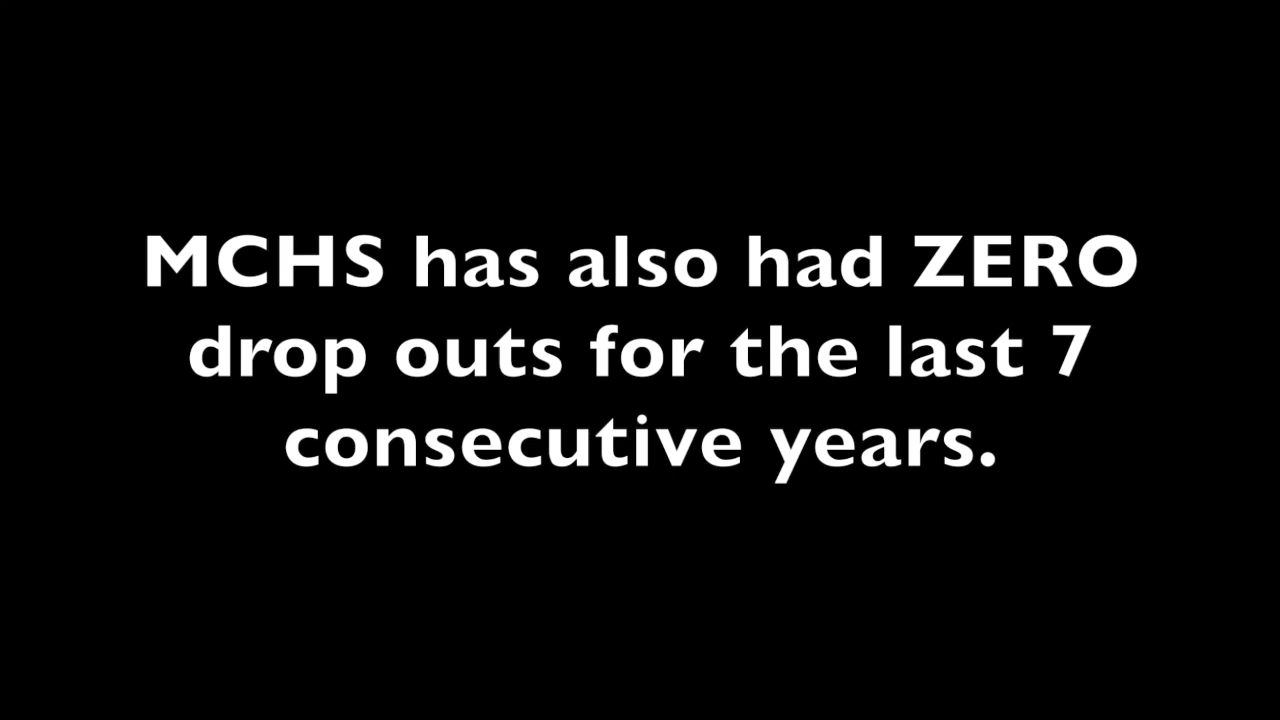 MCHS has also had ZERO
drop outs for the last 7
consecutive years.